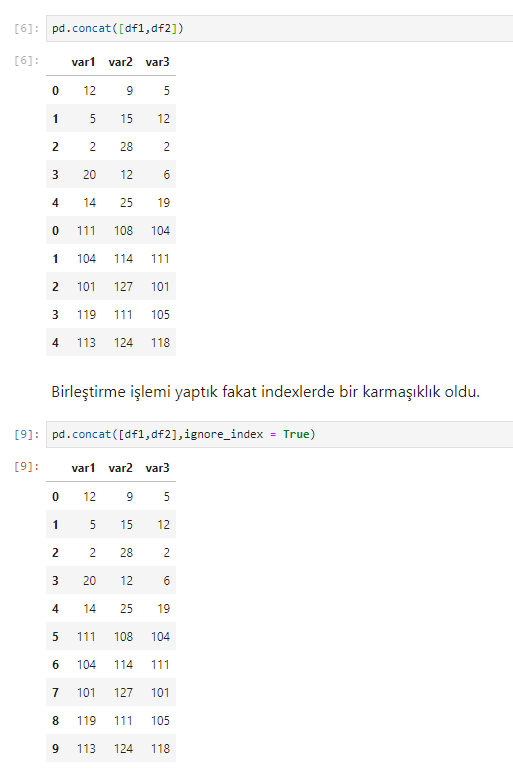 [6]: pd.concat([df1,df2])
[6]: var1 var2 var3
0 12 9 5
1 5 15 12
2 2 28 2
3 20 12 6
4 14 25 19
0 111 108 104
1 104 114 111
2 101 127 101
3 119 111 105
4 113 124 118
Birleştirme işlemi yaptık fakat indexlerde bir karmaşıklık oldu.
[9]: pd.concat([df1,df2],ignore_index = True)
[9]: var1 var2 var3
0 12 9 5
1 5 15 12
2 2 28 2
3 20 12 6
4 14 25 19
5 111 108 104
6 104 114 111
7 101 127 101
8 119 111 105
9 113 124 118